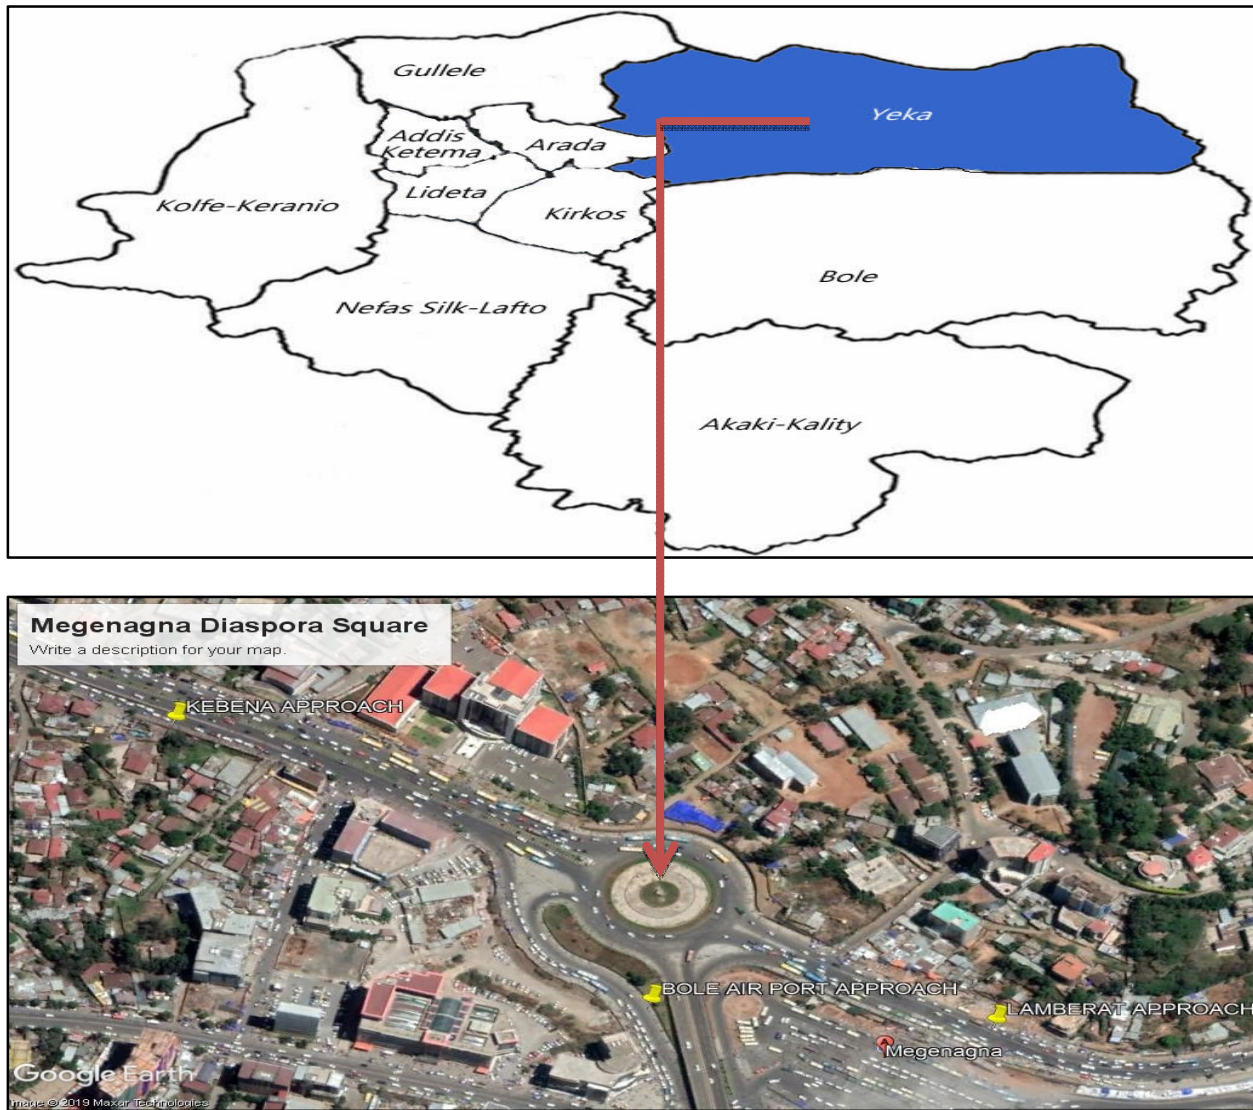 Gullele
Yeka
Addis
Ketema
Arada
Lideta
Kolfe-Keranio
Kirkos
Bole
Nefas Silk-Lafto
Akaki-Kality
Megenagna Diaspora Square
Write a description for your map.
KEBENA APPROACH
BOLE AIR PORT APPROACH
LAMBERAT APPROACH
Megenagna
Google Earth
Image © 2019 Maxar Technologies